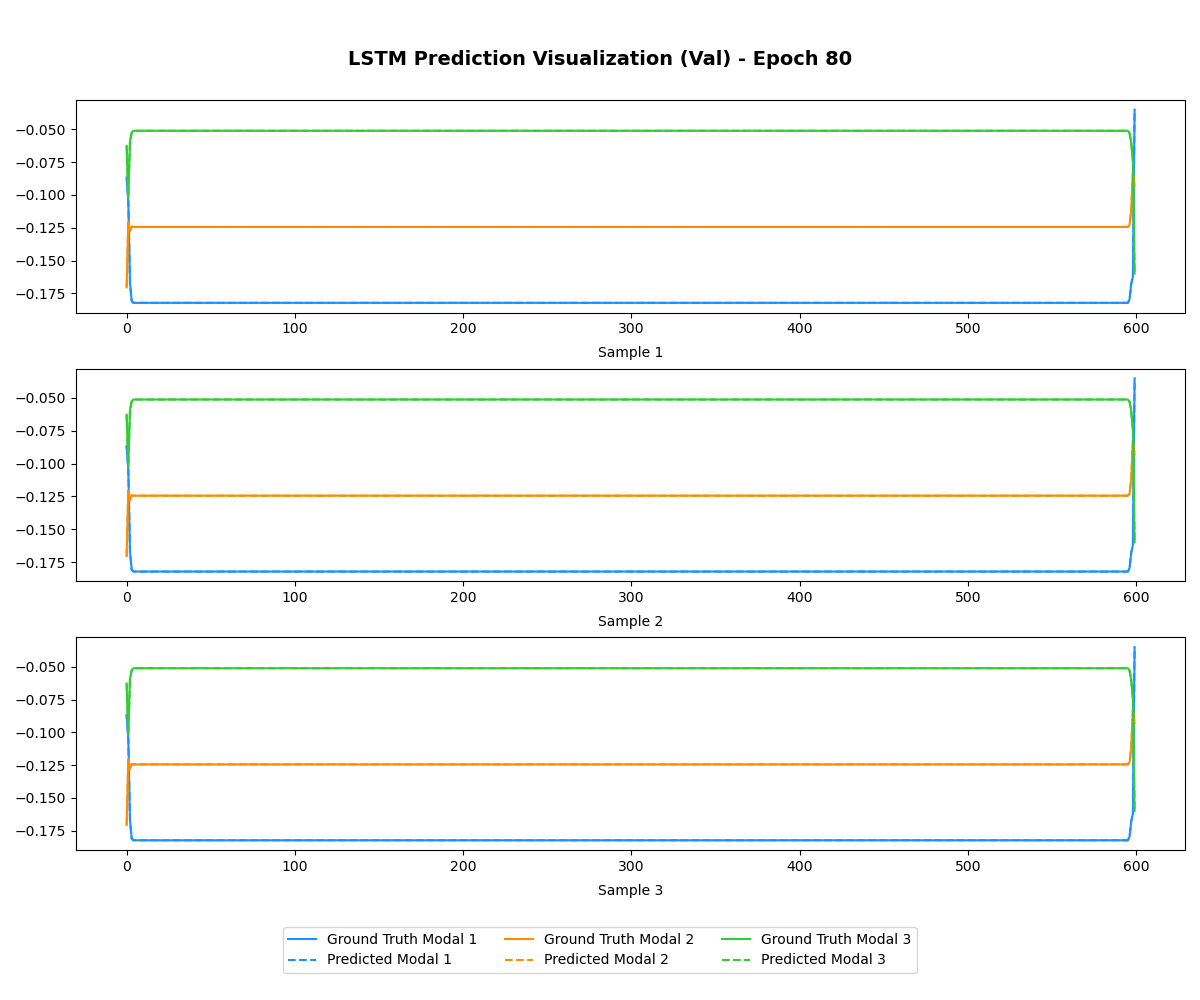 LSTM Prediction Visualization (Val) - Epoch 80
−0.050
−0.075
−0.100
−0.125
−0.150
−0.175
0 100 200 300 400 500 600
Sample 1
−0.050
−0.075
−0.100
−0.125
−0.150
−0.175
0 100 200 300 400 500 600
Sample 2
−0.050
−0.075
−0.100
−0.125
−0.150
−0.175
0 100 200 300 400 500 600
Sample 3
Ground Truth Modal 1 Ground Truth Modal 2 Ground Truth Modal 3
Predicted Modal 1 Predicted Modal 2 Predicted Modal 3